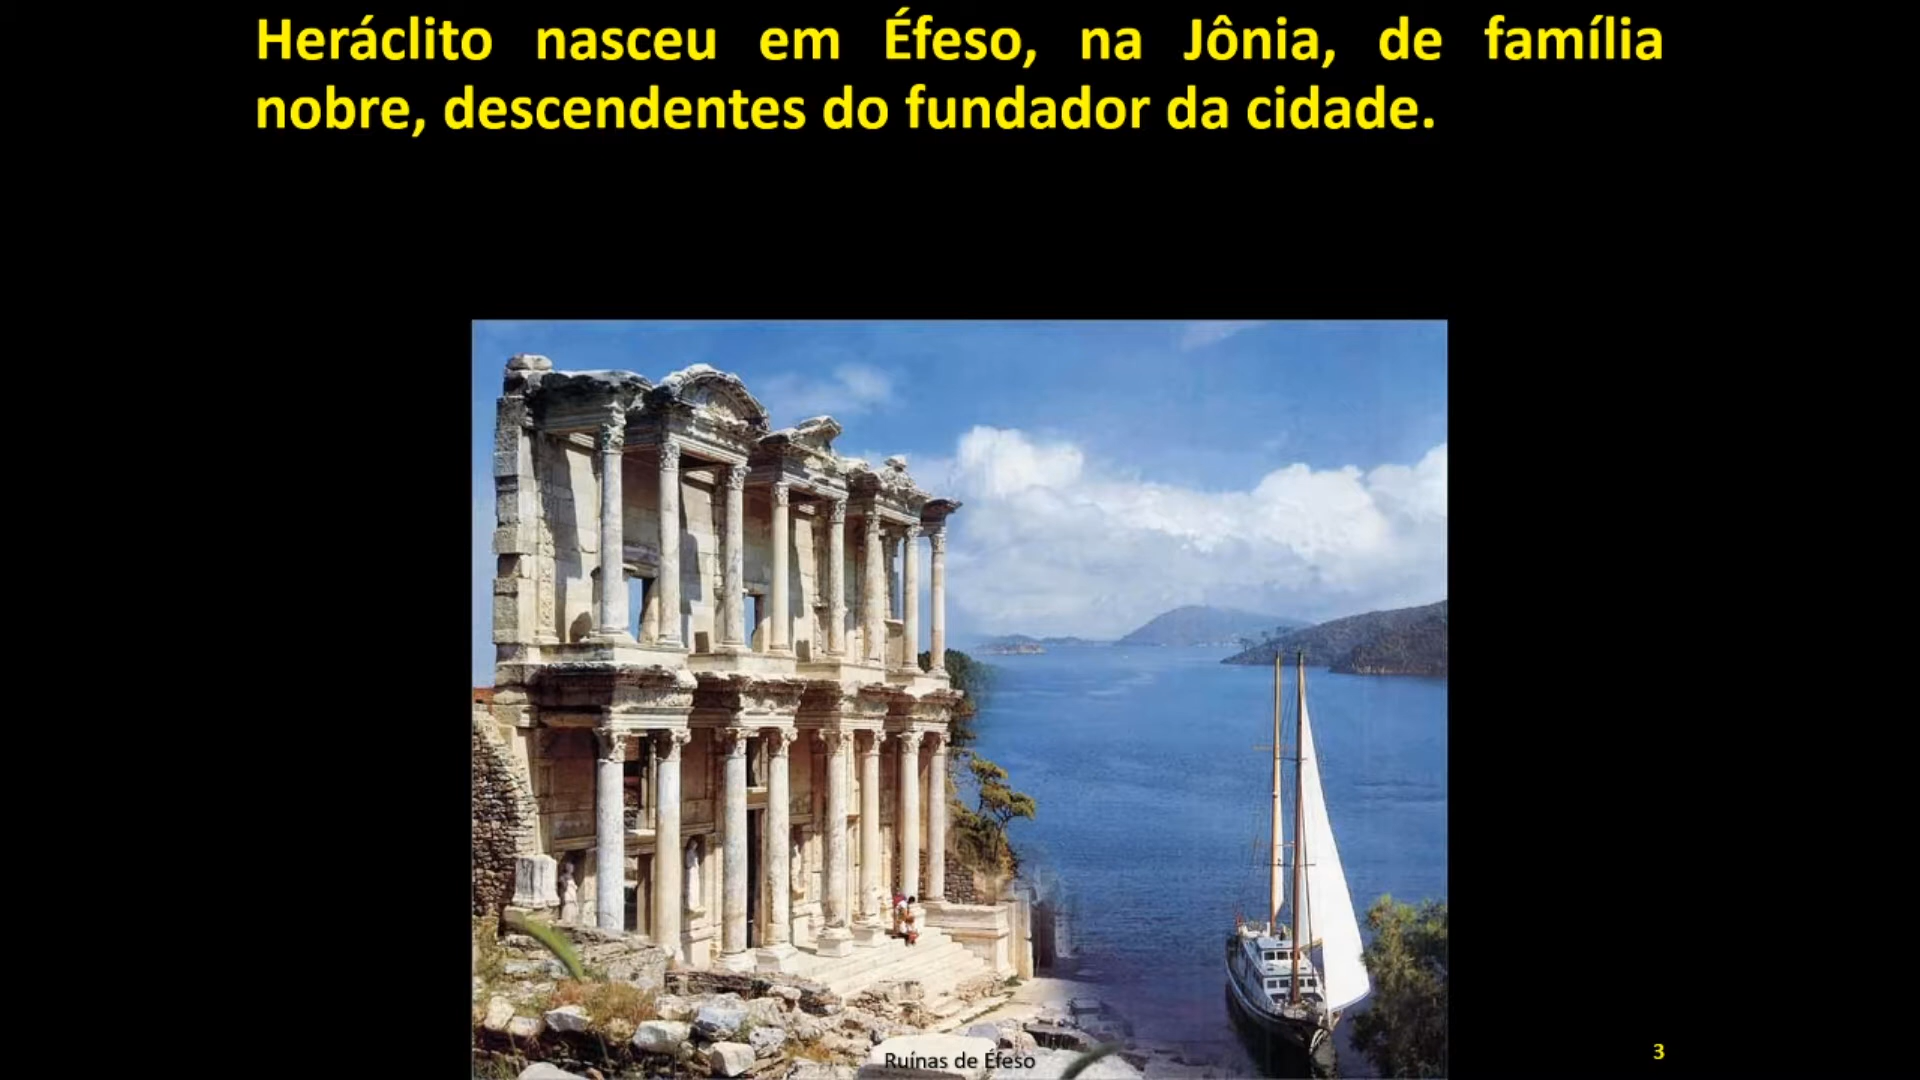 Heráclito nasceu em Éfeso, na Jônia, de família
nobre, descendentes do fundador da cidade.
Ruínas de Éfeso
3